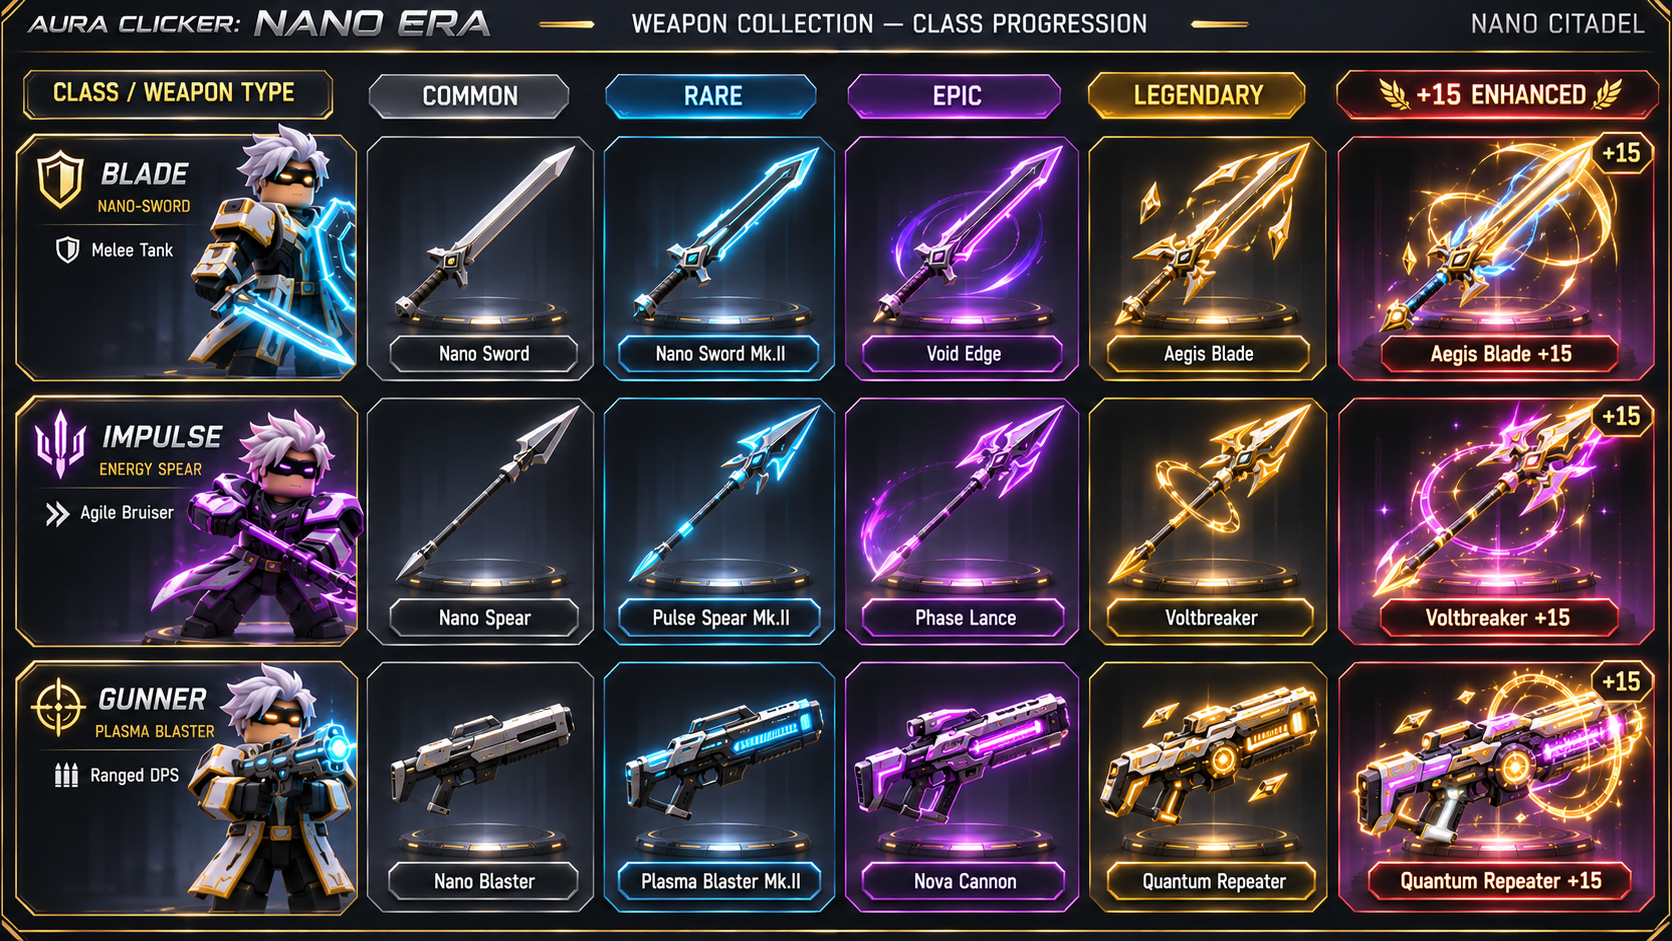 AURA CLICKER: NANO ERA
WEAPON COLLECTION — CLASS PROGRESSION
NANO CITADEL
CLASS / WEAPON TYPE
COMMON
RARE
EPIC
LEGENDARY
+15 ENHANCED
BLADE
NANO-SWORD
Melee Tank
+15
Nano Sword
Nano Sword Mk.II
Void Edge
Aegis Blade
Aegis Blade +15
IMPULSE
ENERGY SPEAR
Agile Bruiser
+15
Nano Spear
Pulse Spear Mk.II
Phase Lance
Voltbreaker
Voltbreaker +15
GUNNER
PLASMA BLASTER
Ranged DPS
+15
Nano Blaster
Plasma Blaster Mk.II
Nova Cannon
Quantum Repeater
Quantum Repeater +15